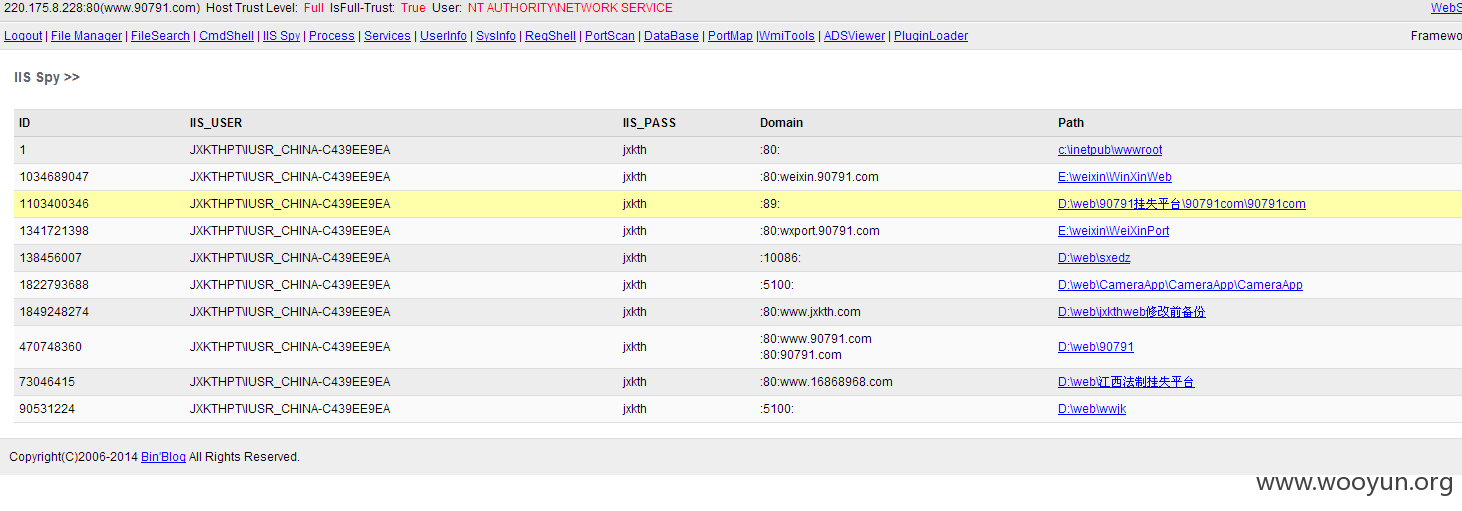 220.175.8.228:80(www.90791.com) Host Trust Level: Full IsFull-Trust: True User: NT AUTHORITY\NETWORK SERVICE
Logout | File Manager | FileSearch | CmdShell | IIS Spy | Process | Services | UserInfo | SysInfo | RegShell | PortScan | DataBase | PortMap |WmiTools | ADSViewer | PluginLoader
IIS Spy >>
ID IIS_USER IIS_PASS Domain Path
1 JXKTHPT\IUSR_CHINA-C439EE9EA jxkth :80: c:\inetpub\wwwroot
1034689047 JXKTHPT\IUSR_CHINA-C439EE9EA jxkth :80:weixin.90791.com E:\weixin\WinXinWeb
1103400346 JXKTHPT\IUSR_CHINA-C439EE9EA jxkth :89: D:\web\90791挂失平台\90791com\90791com
1341721398 JXKTHPT\IUSR_CHINA-C439EE9EA jxkth :80:wxport.90791.com E:\weixin\WeiXinPort
138456007 JXKTHPT\IUSR_CHINA-C439EE9EA jxkth :10086: D:\web\sxedz
1822793688 JXKTHPT\IUSR_CHINA-C439EE9EA jxkth :5100: D:\web\CameraApp\CameraApp\CameraApp
1849248274 JXKTHPT\IUSR_CHINA-C439EE9EA jxkth :80:www.jxkth.com D:\web\jxkthweb修改前备份
470748360 JXKTHPT\IUSR_CHINA-C439EE9EA jxkth :80:www.90791.com D:\web\90791
:80:90791.com
73046415 JXKTHPT\IUSR_CHINA-C439EE9EA jxkth :80:www.16868968.com D:\web\江西法制挂失平台
90531224 JXKTHPT\IUSR_CHINA-C439EE9EA jxkth :5100: D:\web\wwjk
Copyright(C)2006-2014 Bin'Blog All Rights Reserved.
www.wooyun.org